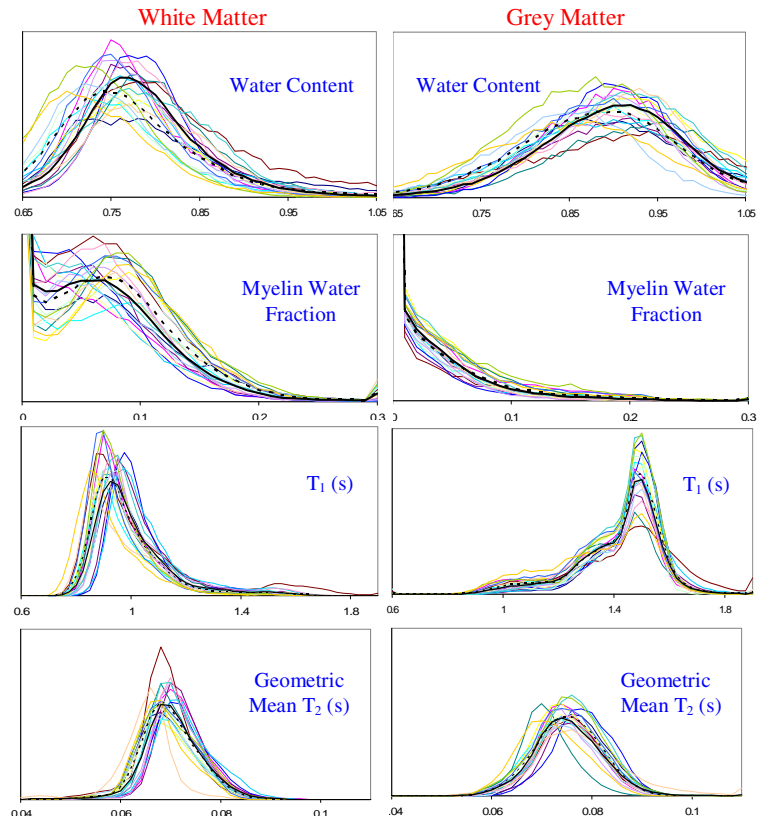 White Matter
Grey Matter
Water Content
Water Content
0.65 0.75 0.85 0.95 1.05
65 0.75 0.85 0.95 1.05
Myelin Water
Fraction
Myelin Water
Fraction
0 0.1 0.2 0.3
0 0.1 0.2 0.3
T₁ (s)
T₁ (s)
0.6 1 1.4 1.8
0.6 1 1.4 1.8
Geometric
Mean T₂ (s)
Geometric
Mean T₂ (s)
0.04 0.06 0.08 0.1
.04 0.06 0.08 0.1